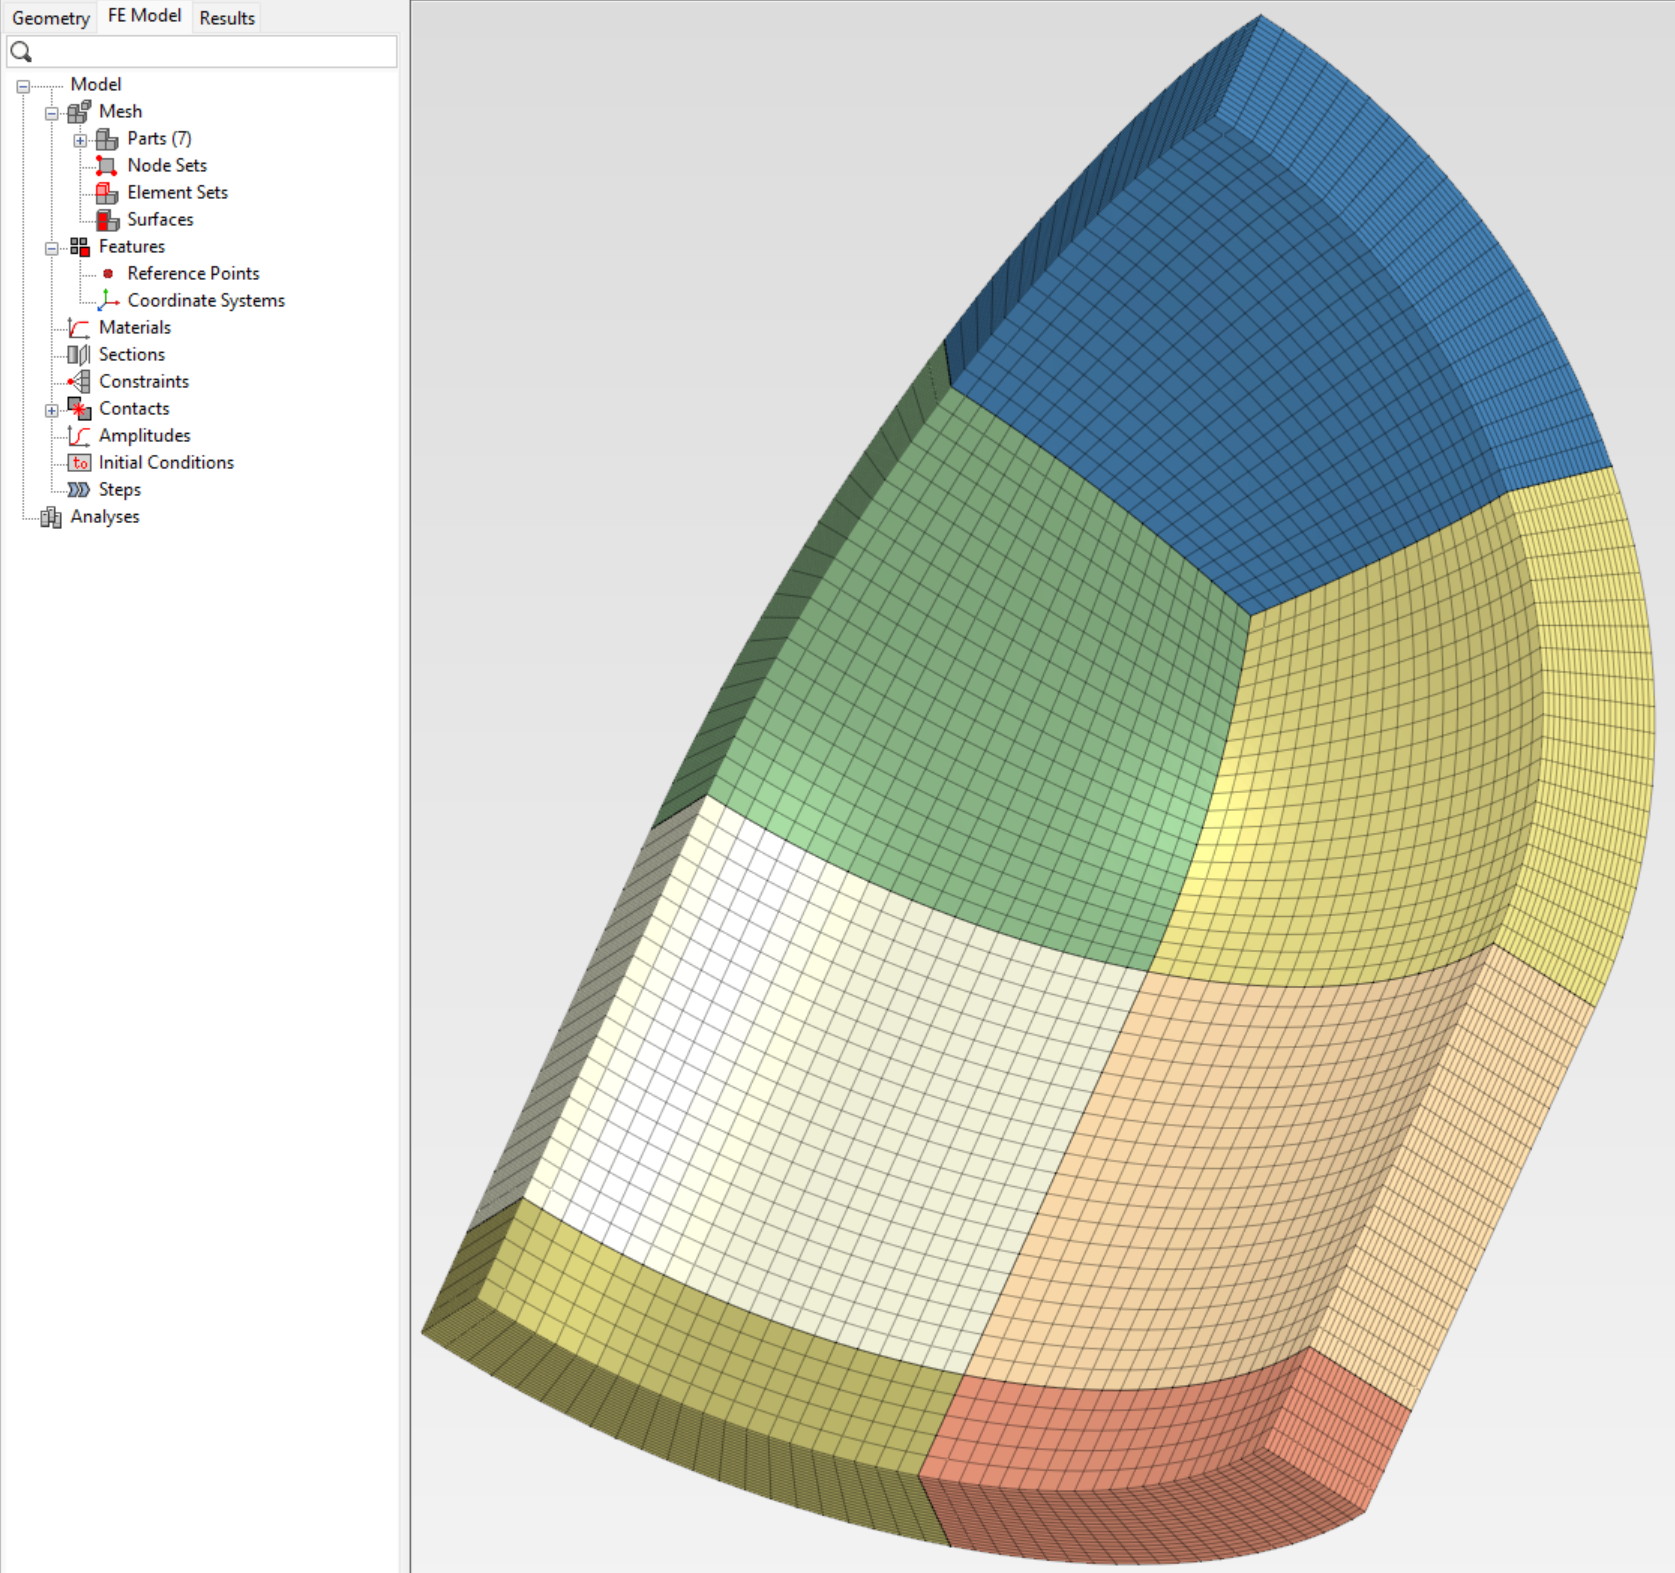 Geometry FE Model Results
Model
Mesh
Parts (7)
Node Sets
Element Sets
Surfaces
Features
Reference Points
Coordinate Systems
Materials
Sections
Constraints
Contacts
Amplitudes
Initial Conditions
to
Steps
Analyses